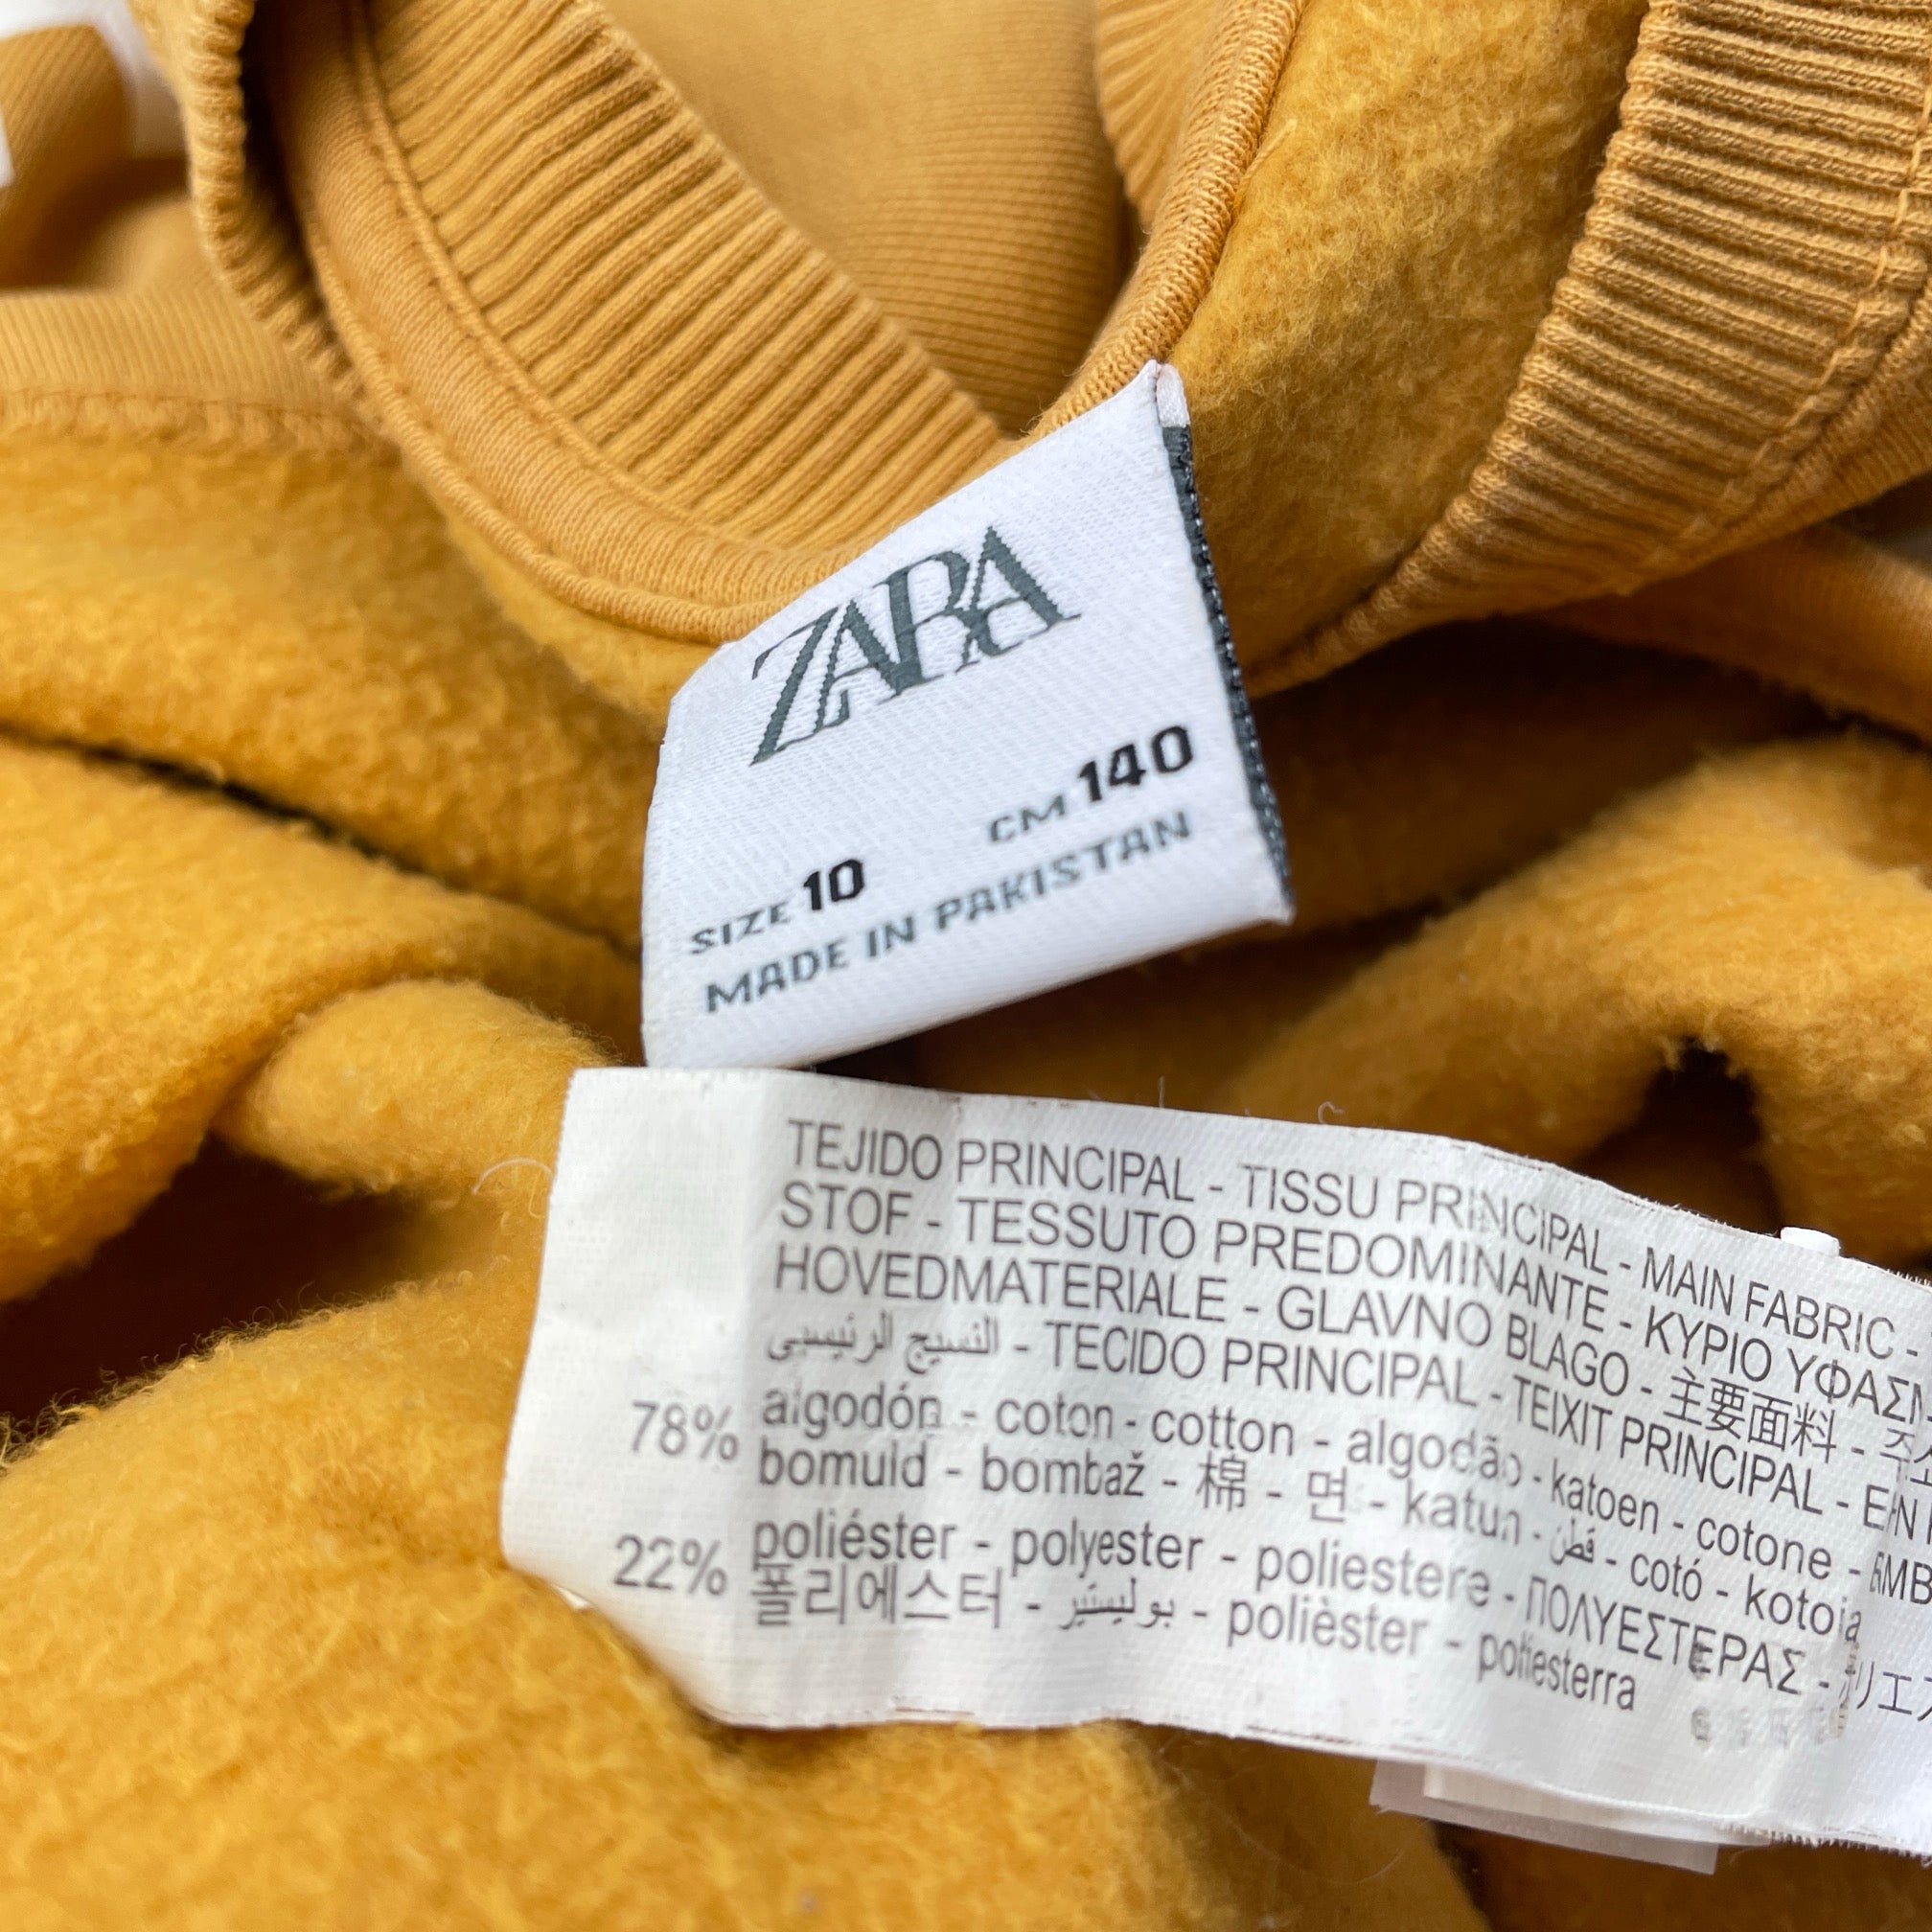 ZARA
SIZE 10 CM 140
MADE IN PAKISTAN
TEJIDO PRINCIPAL - TISSU PRINCIPAL - MAIN FABRIC -
STOF - TESSUTO PREDOMINANTE - ΚΥΡΙΟ
HOVEDMATERIALE - GLAVNO BLAGO - 主要面料 -
النسيج الرئيسي - TECIDO PRINCIPAL - TEIXIT PRINCIPAL -
78% algodón - coton - cotton - algodão - katoen - cotone -
bomuld - bombaž - 棉 - 면 - katun - قطن - cotó - kotoia
22% poliéster - polyester - poliestere - ΠΟΛΥΕΣΤΕΡΑΣ -
폴리에스터 - بوليستر - polièster - poliesterra